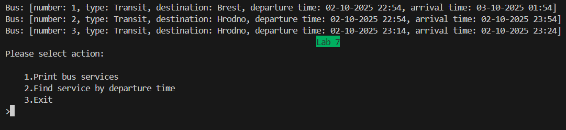 Bus: [number: 1, type: Transit, destination: Brest, departure time: 02-10-2025 22:54, arrival time: 03-10-2025 01:54]
Bus: [number: 2, type: Transit, destination: Hrodno, departure time: 02-10-2025 22:54, arrival time: 02-10-2025 23:54]
Bus: [number: 3, type: Transit, destination: Hrodno, departure time: 02-10-2025 23:14, arrival time: 02-10-2025 23:24]
Lab 7
Please select action:
1.Print bus services
2.Find service by departure time
3.Exit
>